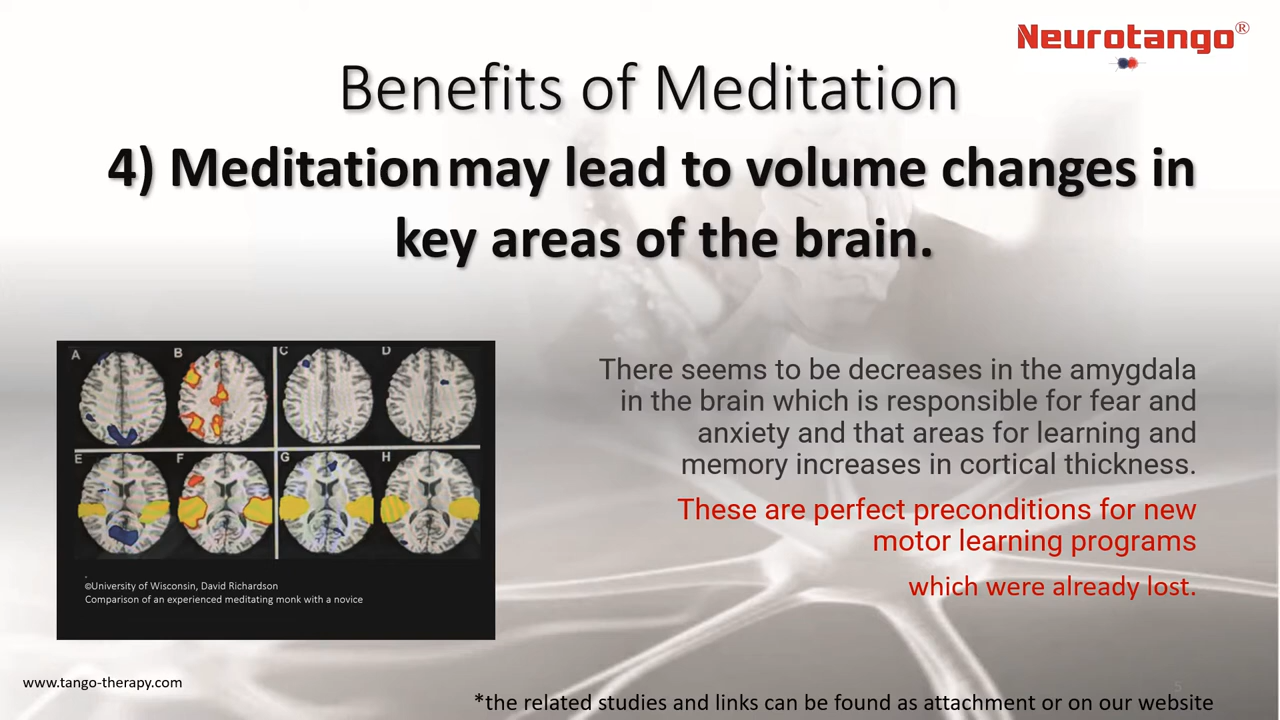 Neurotango®
Benefits of Meditation
4) Meditation may lead to volume changes in
key areas of the brain.
A B C D
E F G H
©University of Wisconsin, David Richardson
Comparison of an experienced meditating monk with a novice
There seems to be decreases in the amygdala
in the brain which is responsible for fear and
anxiety and that areas for learning and
memory increases in cortical thickness.
These are perfect preconditions for new
motor learning programs
which were already lost.
www.tango-therapy.com
5
*the related studies and links can be found as attachment or on our website